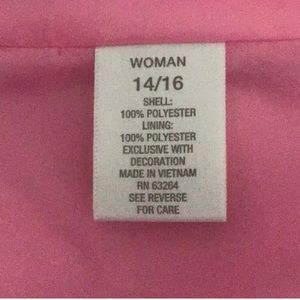 WOMAN
14/16
SHELL:
100% POLYESTER
LINING:
100% POLYESTER
EXCLUSIVE WITH
DECORATION
MADE IN VIETNAM
RN 63264
SEE REVERSE
FOR CARE